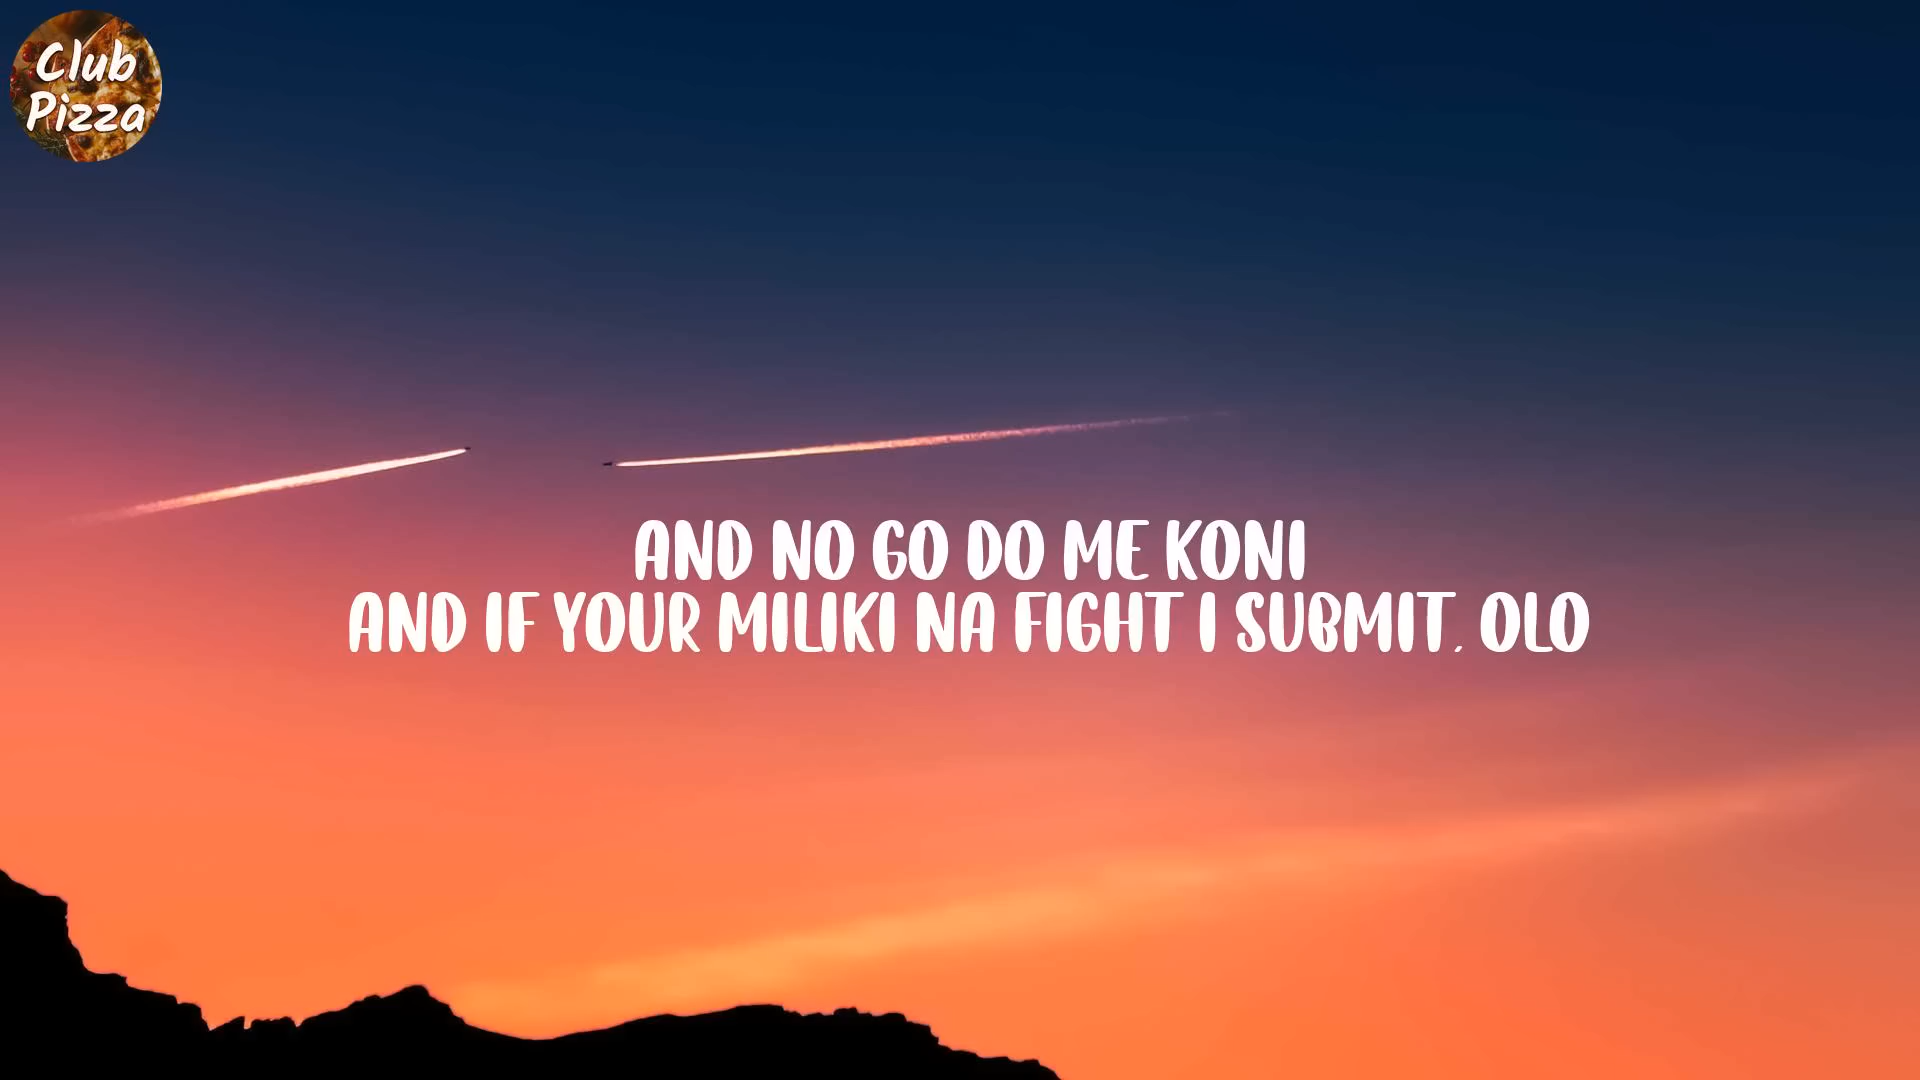 Club
Pizza
AND NO GO DO ME KONI
AND IF YOUR MILIKI NA FIGHT I SUBMIT, OLO